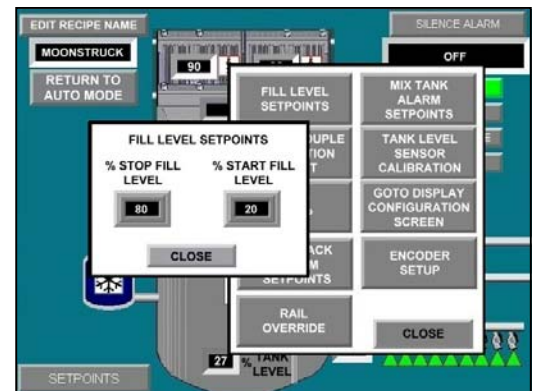 EDIT RECIPE NAME
MOONSTRUCK
RETURN TO
AUTO MODE
SILENCE ALARM
OFF
90
FILL LEVEL
SETPOINTS
MIX TANK
ALARM
SETPOINTS
TANK LEVEL
SENSOR
CALIBRATION
GOTO DISPLAY
CONFIGURATION
SCREEN
SETPOINTS
ENCODER
SETUP
RAIL
OVERRIDE
CLOSE
FILL LEVEL SETPOINTS
% STOP FILL
LEVEL
% START FILL
LEVEL
80
20
CLOSE
27 % TANK
LEVEL
SETPOINTS